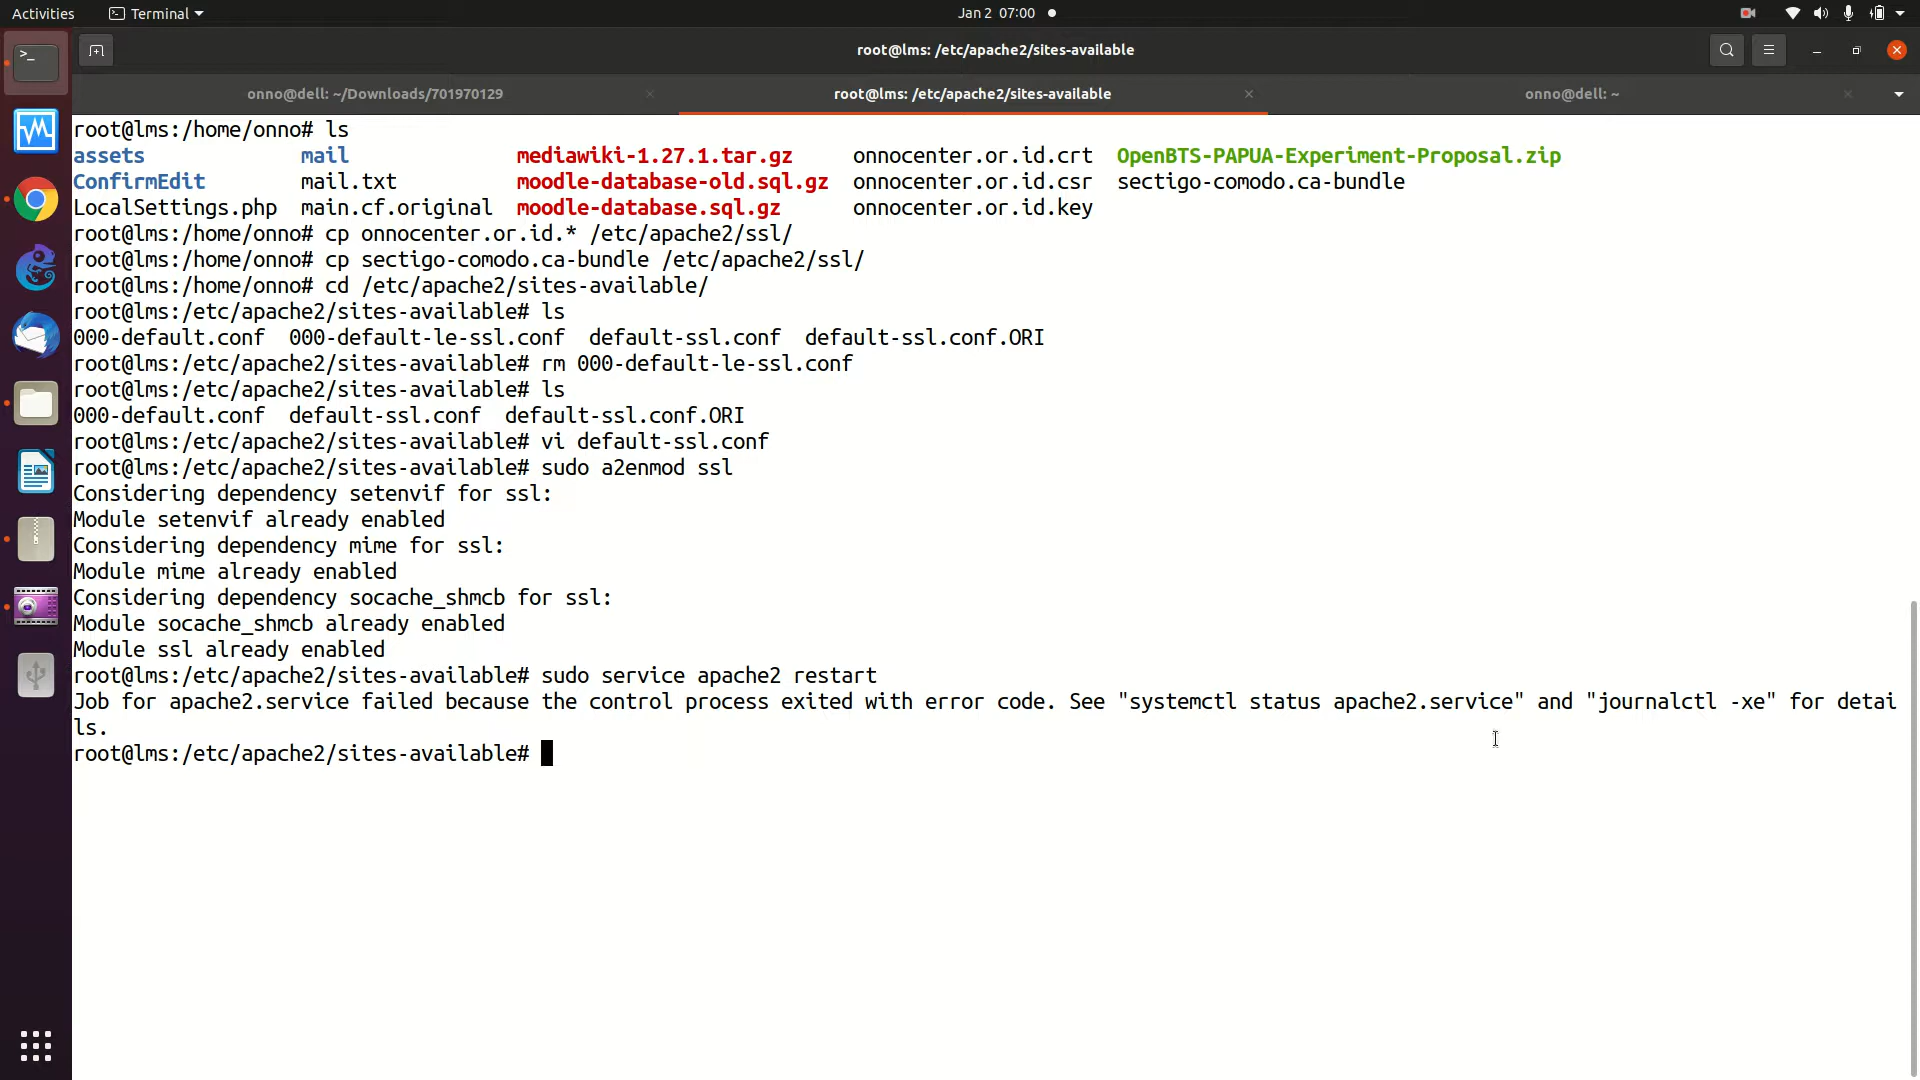 Activities Terminal Jan 2 07:00
root@lms: /etc/apache2/sites-available
onno@dell: ~/Downloads/701970129 root@lms: /etc/apache2/sites-available onno@dell: ~
root@lms:/home/onno# ls
assets mail mediawiki-1.27.1.tar.gz onnocenter.or.id.crt OpenBTS-PAPUA-Experiment-Proposal.zip
ConfirmEdit mail.txt moodle-database-old.sql.gz onnocenter.or.id.csr sectigo-comodo.ca-bundle
LocalSettings.php main.cf.original moodle-database.sql.gz onnocenter.or.id.key
root@lms:/home/onno# cp onnocenter.or.id.* /etc/apache2/ssl/
root@lms:/home/onno# cp sectigo-comodo.ca-bundle /etc/apache2/ssl/
root@lms:/home/onno# cd /etc/apache2/sites-available/
root@lms:/etc/apache2/sites-available# ls
000-default.conf 000-default-le-ssl.conf default-ssl.conf default-ssl.conf.ORI
root@lms:/etc/apache2/sites-available# rm 000-default-le-ssl.conf
root@lms:/etc/apache2/sites-available# ls
000-default.conf default-ssl.conf default-ssl.conf.ORI
root@lms:/etc/apache2/sites-available# vi default-ssl.conf
root@lms:/etc/apache2/sites-available# sudo a2enmod ssl
Considering dependency setenvif for ssl:
Module setenvif already enabled
Considering dependency mime for ssl:
Module mime already enabled
Considering dependency socache_shmcb for ssl:
Module socache_shmcb already enabled
Module ssl already enabled
root@lms:/etc/apache2/sites-available# sudo service apache2 restart
Job for apache2.service failed because the control process exited with error code. See "systemctl status apache2.service" and "journalctl -xe" for detai
ls.
root@lms:/etc/apache2/sites-available#